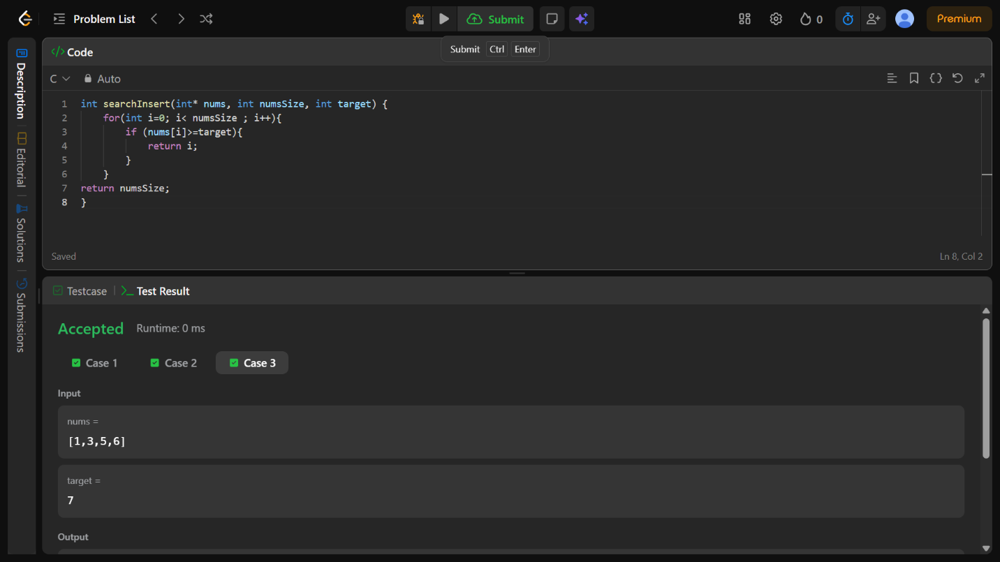 Problem List
Submit
0
Premium
Submit Ctrl Enter
Description
Editorial
Solutions
Submissions
</> Code
C
Auto
1 int searchInsert(int* nums, int numsSize, int target) {
2     for(int i=0; i< numsSize ; i++){
3         if (nums[i]>=target){
4             return i;
5         }
6     }
7 return numsSize;
8 }
Saved
Ln 8, Col 2
Testcase
>_ Test Result
Accepted Runtime: 0 ms
Case 1 Case 2 Case 3
Input
nums =
[1,3,5,6]
target =
7
Output